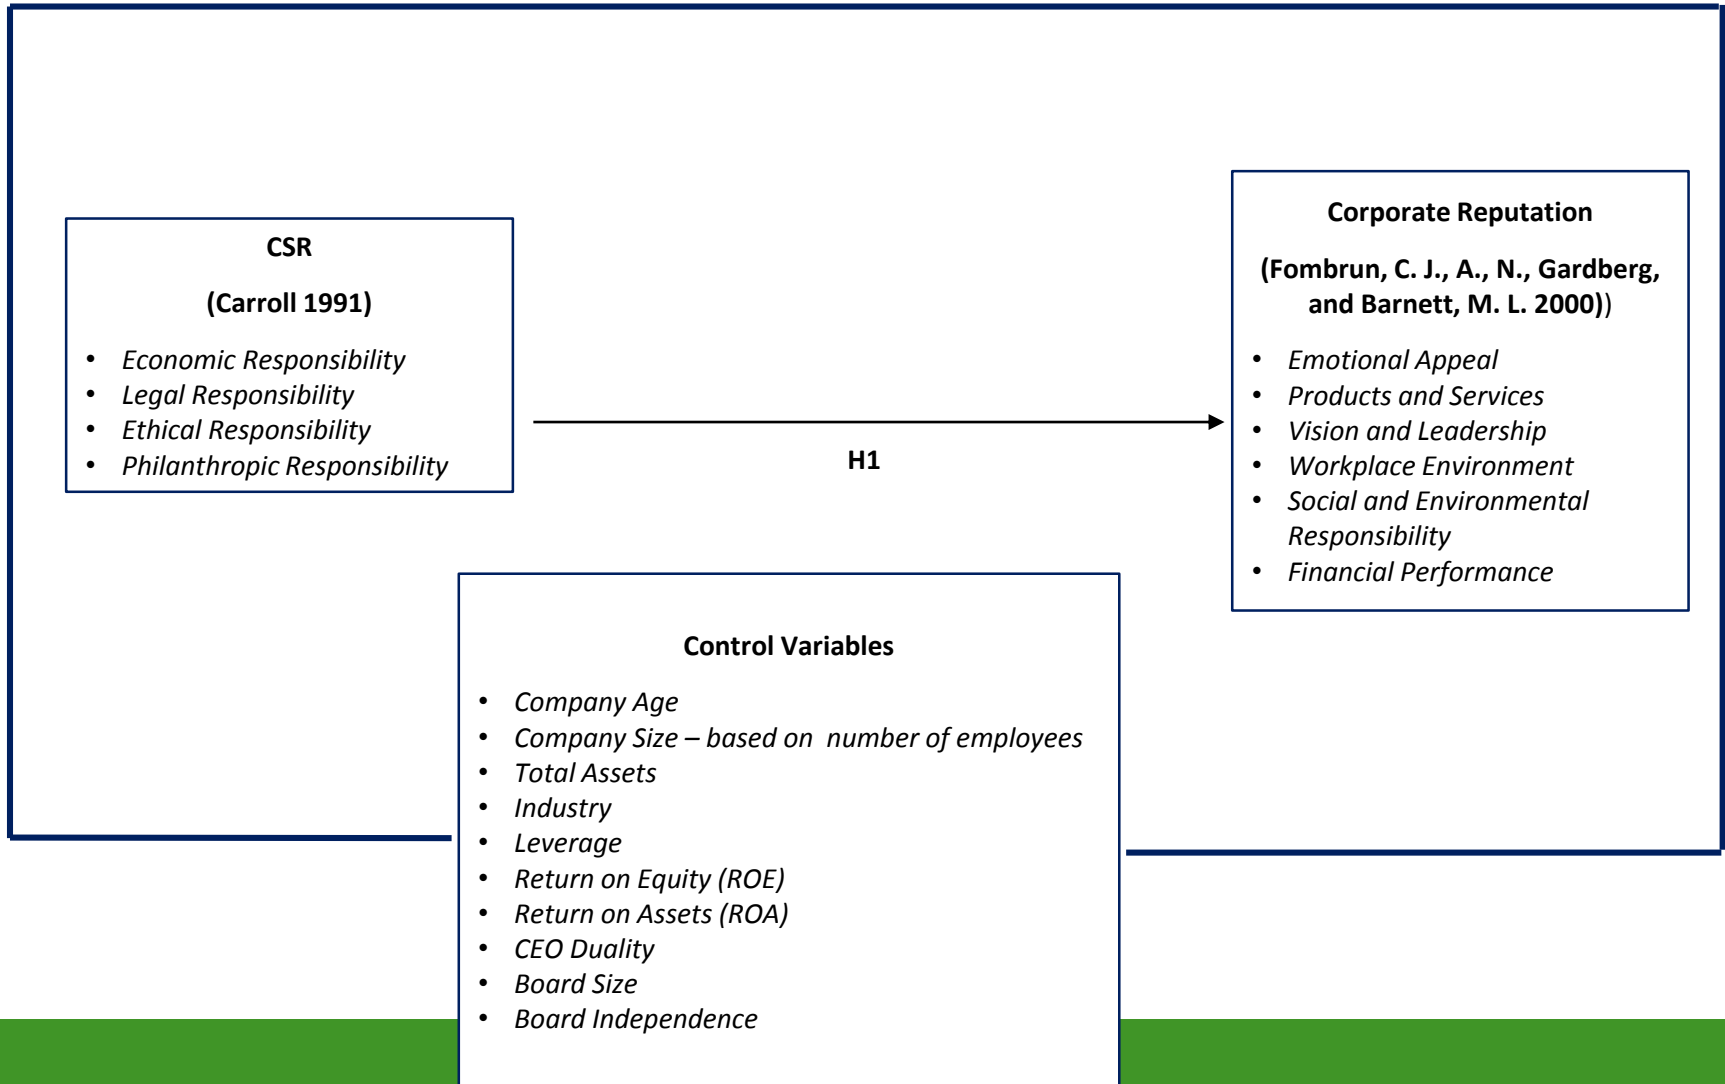 CSR
(Carroll 1991)
• Economic Responsibility
• Legal Responsibility
• Ethical Responsibility
• Philanthropic Responsibility
H1
Corporate Reputation
(Fombrun, C. J., A., N., Gardberg,
and Barnett, M. L. 2000))
• Emotional Appeal
• Products and Services
• Vision and Leadership
• Workplace Environment
• Social and Environmental
Responsibility
• Financial Performance
Control Variables
• Company Age
• Company Size – based on  number of employees
• Total Assets
• Industry
• Leverage
• Return on Equity (ROE)
• Return on Assets (ROA)
• CEO Duality
• Board Size
• Board Independence